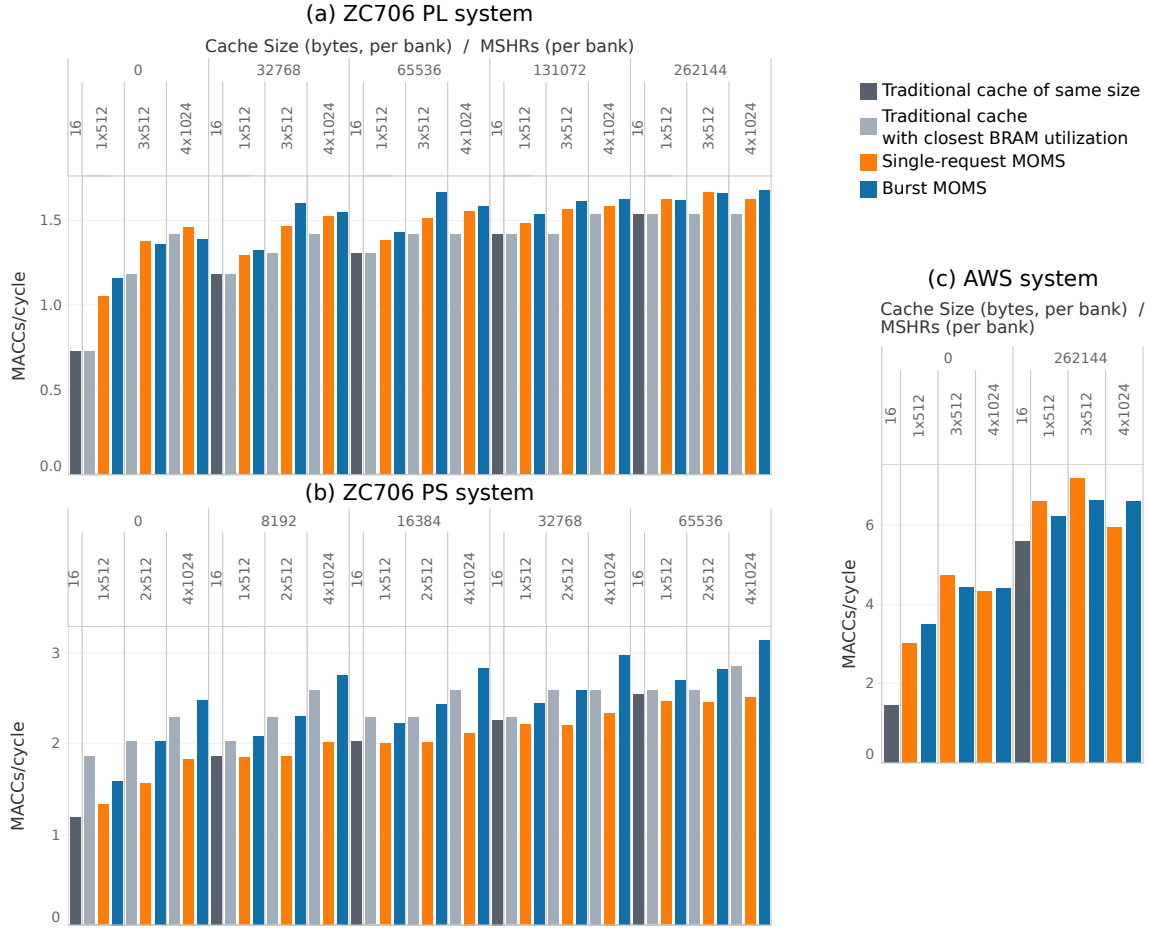 (a) ZC706 PL system
Cache Size (bytes, per bank) / MSHRs (per bank)
0 32768 65536 131072 262144
16 1x512 3x512 4x1024 16 1x512 3x512 4x1024 16 1x512 3x512 4x1024 16 1x512 3x512 4x1024 16 1x512 3x512 4x1024
MACCs/cycle
1.5
1.0
0.5
0.0
Traditional cache of same size
Traditional cache
with closest BRAM utilization
Single-request MOMS
Burst MOMS
(b) ZC706 PS system
0 8192 16384 32768 65536
16 1x512 2x512 4x1024 16 1x512 2x512 4x1024 16 1x512 2x512 4x1024 16 1x512 2x512 4x1024 16 1x512 2x512 4x1024
MACCs/cycle
3
2
1
0
(c) AWS system
Cache Size (bytes, per bank) /
MSHRs (per bank)
0 262144
16 1x512 3x512 4x1024 16 1x512 3x512 4x1024
MACCs/cycle
6
4
2
0